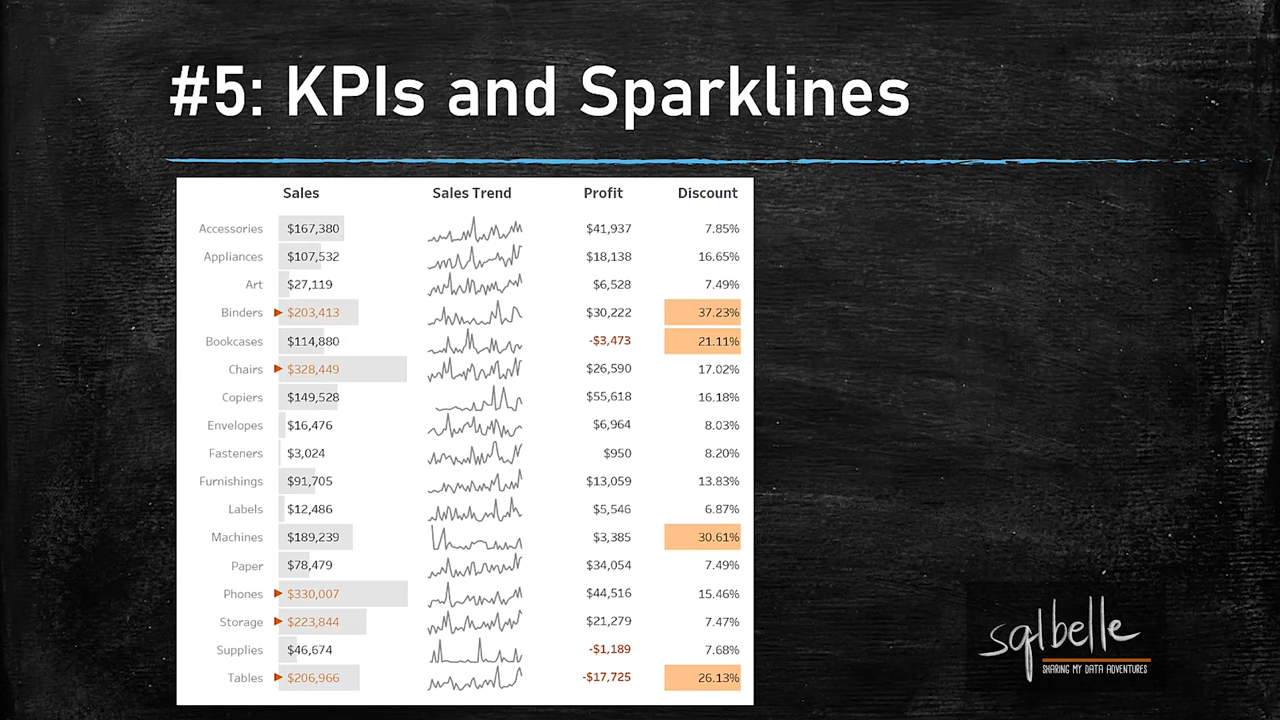 #5: KPIs and Sparklines
Sales Sales Trend Profit Discount
Accessories $167,380 $41,937 7.85%
Appliances $107,532 $18,138 16.65%
Art $27,119 $6,528 7.49%
Binders $203,413 $30,222 37.23%
Bookcases $114,880 -$3,473 21.11%
Chairs $328,449 $26,590 17.02%
Copiers $149,528 $55,618 16.18%
Envelopes $16,476 $6,964 8.03%
Fasteners $3,024 $950 8.20%
Furnishings $91,705 $13,059 13.83%
Labels $12,486 $5,546 6.87%
Machines $189,239 $3,385 30.61%
Paper $78,479 $34,054 7.49%
Phones $330,007 $44,516 15.46%
Storage $223,844 $21,279 7.47%
Supplies $46,674 -$1,189 7.68%
Tables $206,966 -$17,725 26.13%
sqlbelle
SHARING MY DATA ADVENTURES